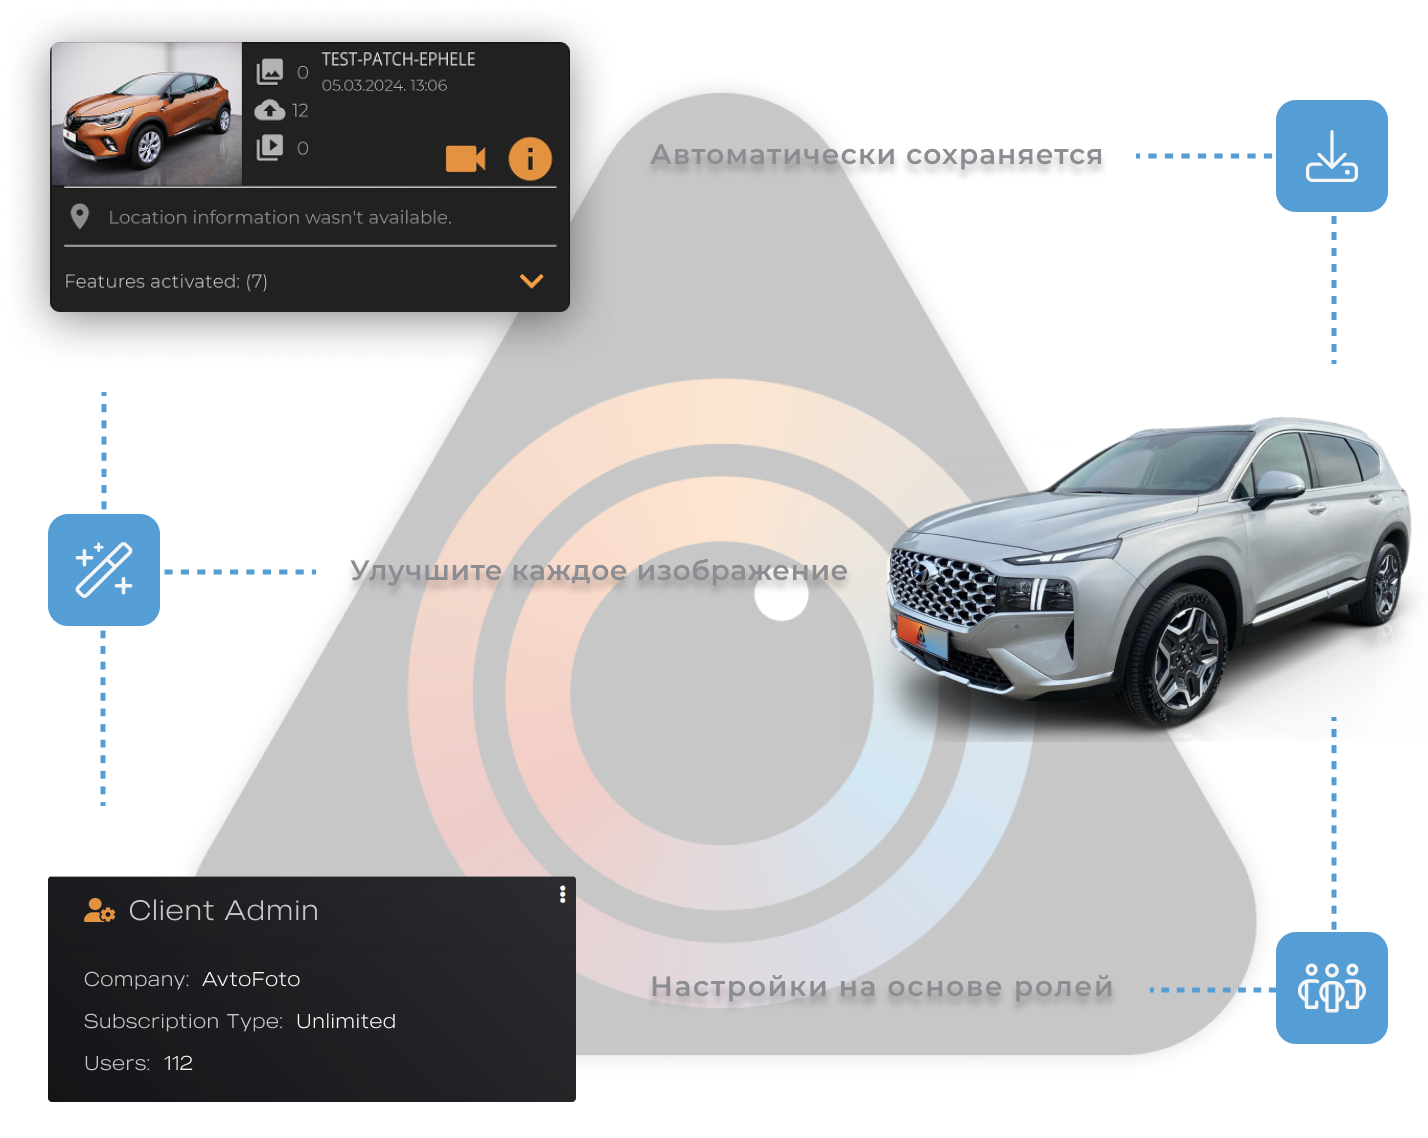 TEST-PATCH-EPHELE
0
05.03.2024. 13:06
12
0
Location information wasn't available.
Features activated: (7)
Автоматически сохраняется
Улучшите каждое изображение
Client Admin
Company: AvtoFoto
Subscription Type: Unlimited
Users: 112
Настройки на основе ролей